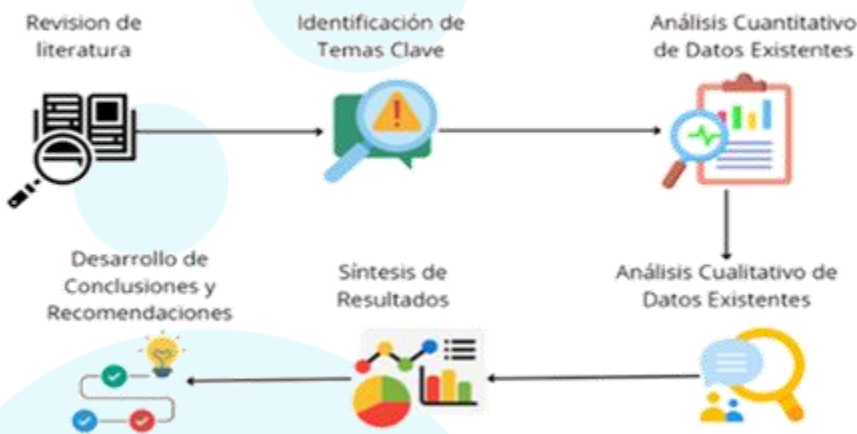 Revision de
literatura
Identificación de
Temas Clave
Análisis Cuantitativo
de Datos Existentes
Análisis Cualitativo de
Datos Existentes
Síntesis de
Resultados
Desarrollo de
Conclusiones y
Recomendaciones